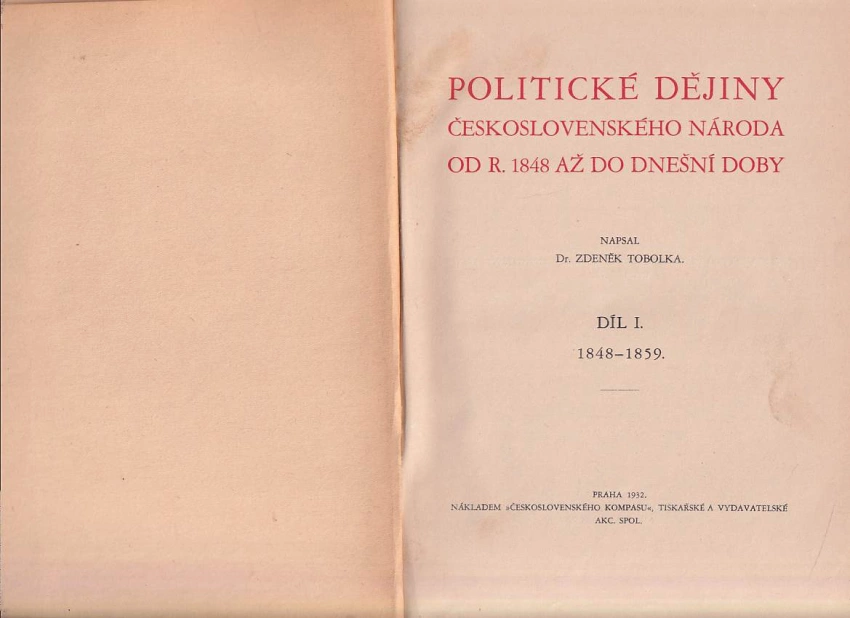 POLITICKÉ DĚJINY
ČESKOSLOVENSKÉHO NÁRODA
OD R. 1848 AŽ DO DNEŠNÍ DOBY
NAPSAL
Dr. ZDENĚK TOBOLKA.
DÍL I.
1848–1859.
PRAHA 1932.
NÁKLADEM »ČESKOSLOVENSKÉHO KOMPASU«, TISKAŘSKÉ A VYDAVATELSKÉ
AKC. SPOL.